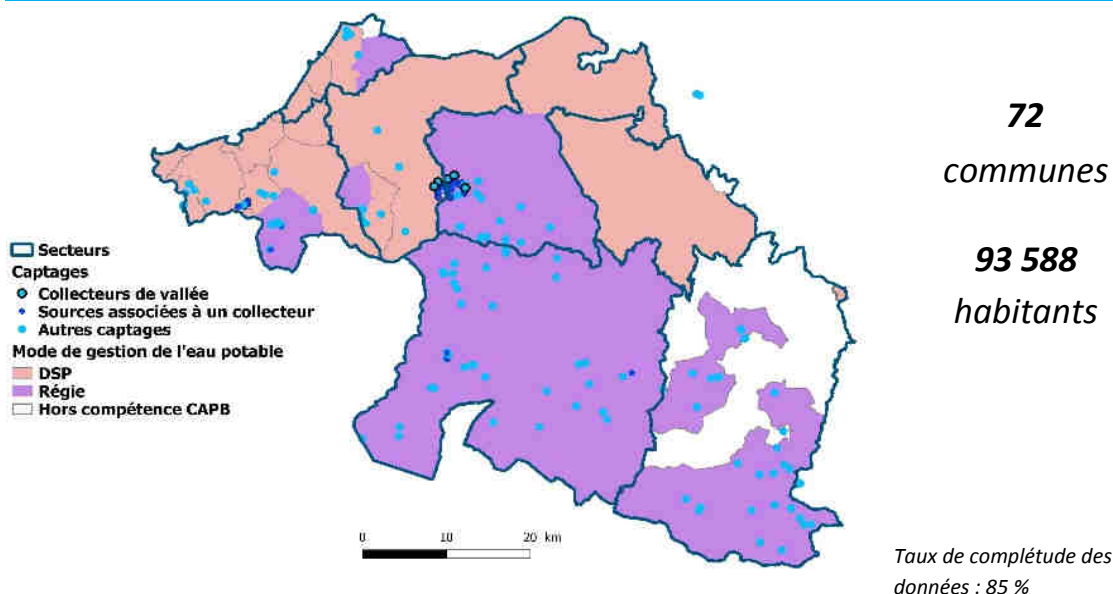 72
communes
93 588
habitants
Secteurs
Captages
Collecteurs de vallée
Sources associées à un collecteur
Autres captages
Mode de gestion de l'eau potable
DSP
Régie
Hors compétence CAPB
0 10 20 km
Taux de complétude des
données : 85 %